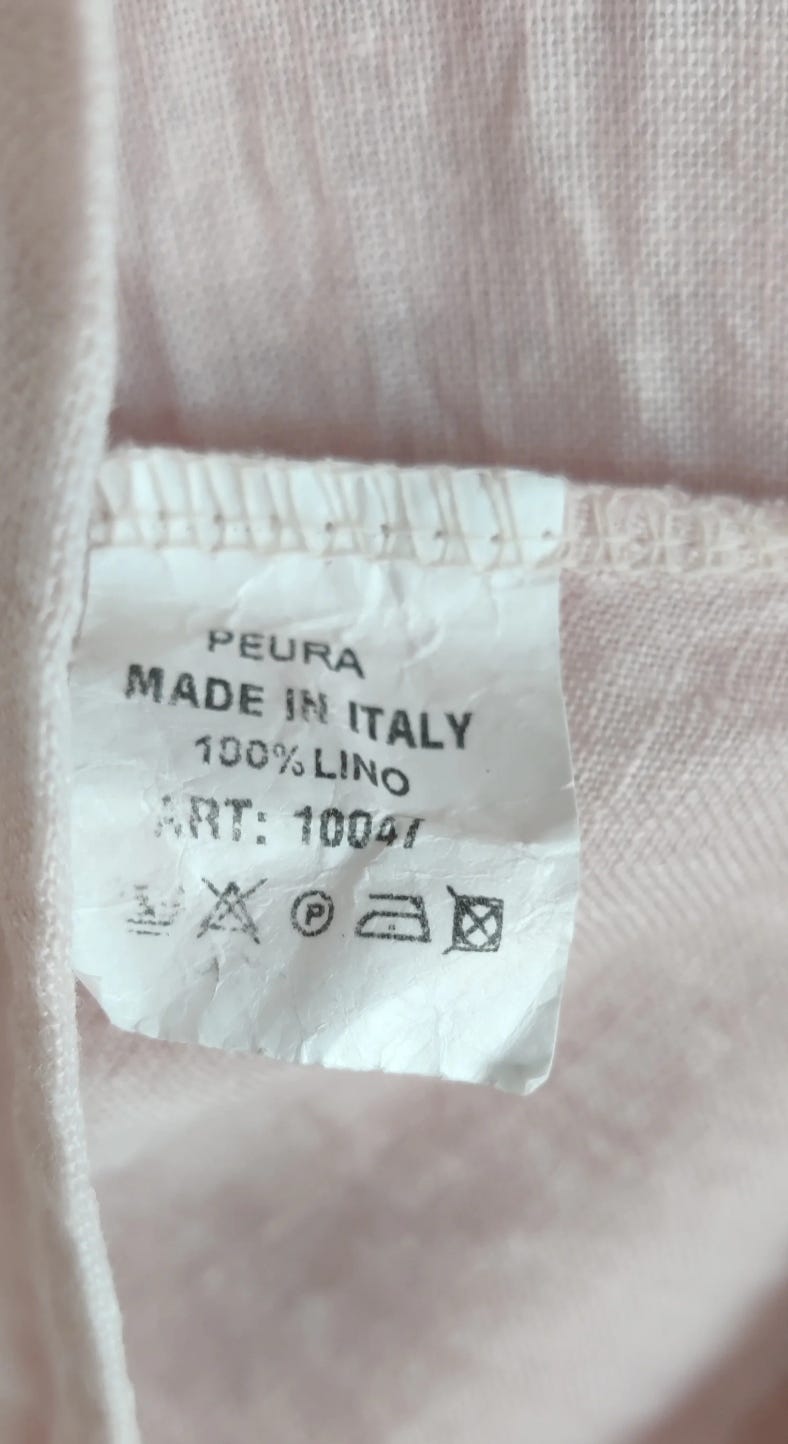 PEURA
MADE IN ITALY
100% LINO
ART: 10047
P